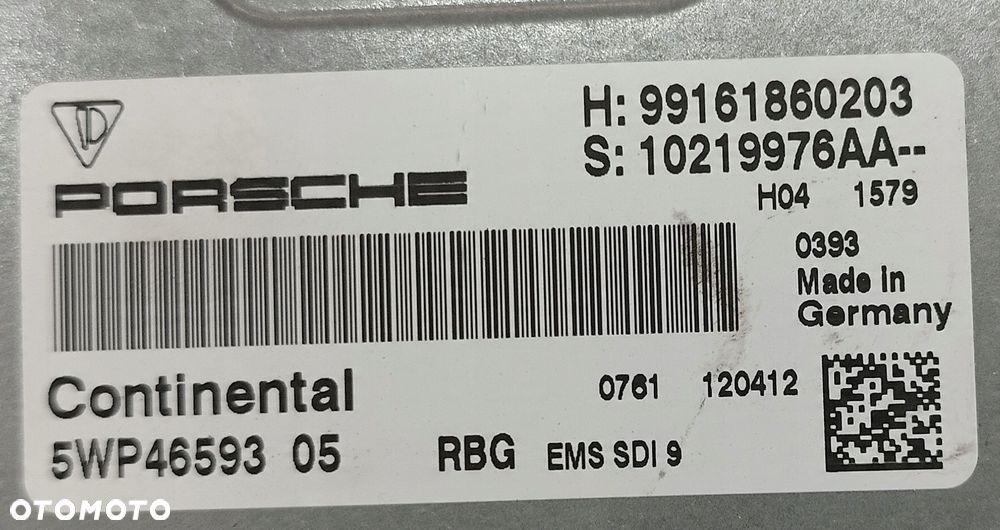 H: 99161860203
S: 10219976AA--
PORSCHE
H04 1579
0393
Made in
Germany
Continental
0761 120412
5WP46593 05 RBG EMS SDI 9
OTOMOTO